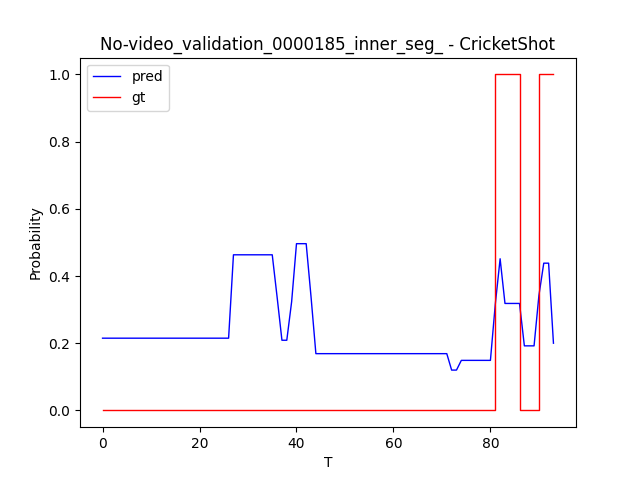 No-video_validation_0000185_inner_seg_ - CricketShot
pred
gt
1.0
0.8
0.6
0.4
0.2
0.0
Probability
0
20
40
60
80
T